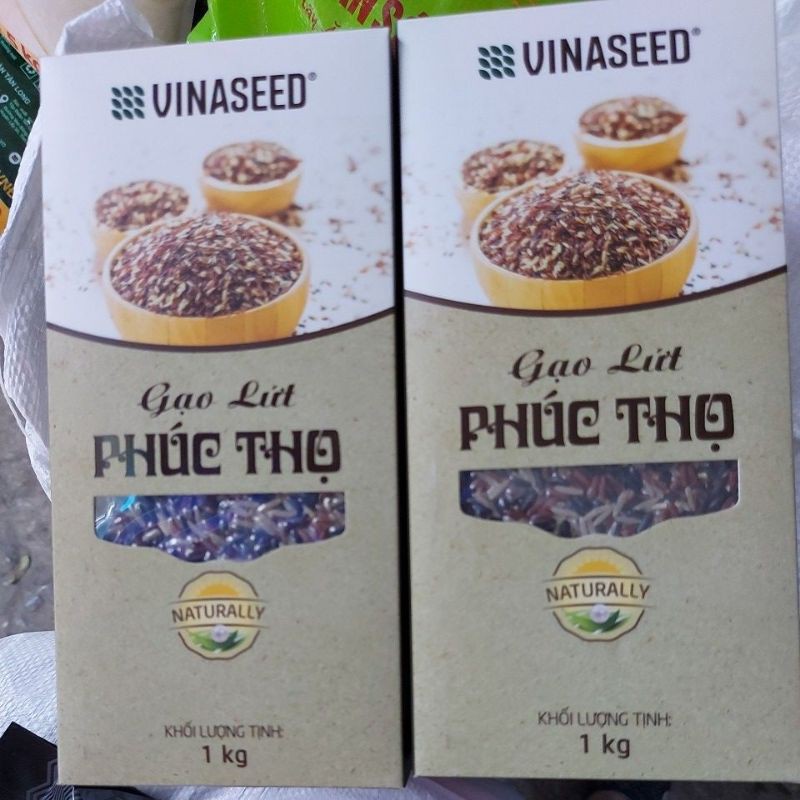 VINASEED®
Gạo Lứt
PHÚC THỌ
NATURALLY
KHỐI LƯỢNG TỊNH:
1 kg
VINASEED®
Gạo Lứt
PHÚC THỌ
NATURALLY
KHỐI LƯỢNG TỊNH:
1 kg